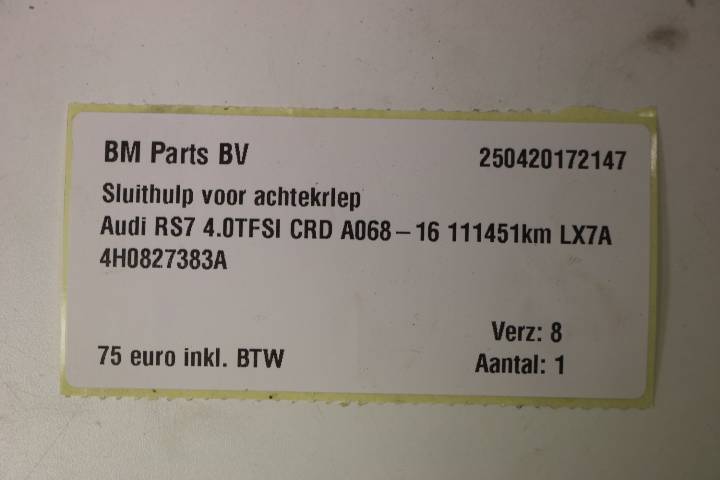 BM Parts BV 250420172147
Sluithulp voor achtekrlep
Audi RS7 4.0TFSI CRD A068-16 111451km LX7A
4H0827383A
Verz: 8
75 euro inkl. BTW Aantal: 1